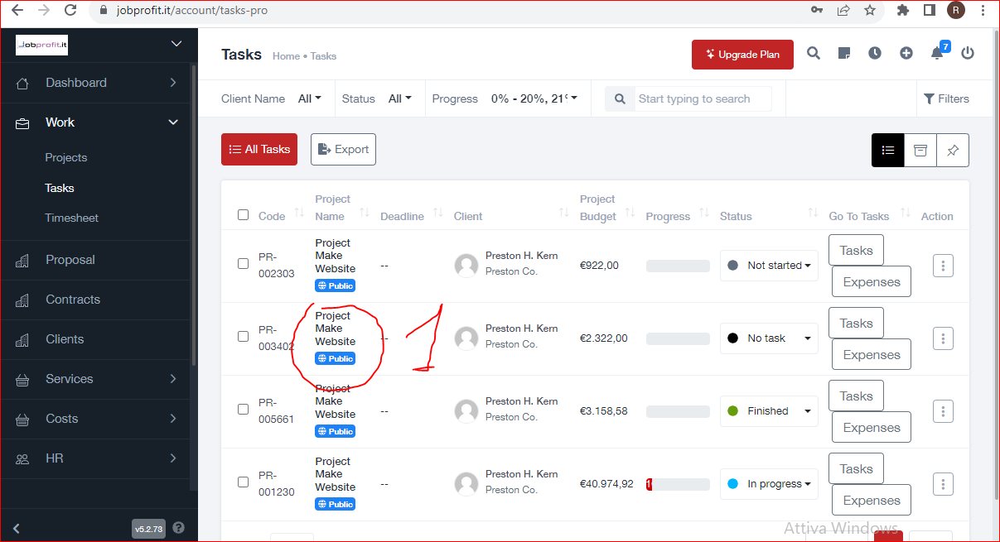 jobprofit.it/account/tasks-pro
R
Jobprofit.it
Tasks
Home • Tasks
Upgrade Plan
7
Dashboard
Work
Projects
Tasks
Timesheet
Proposal
Contracts
Clients
Services
Costs
HR
v5.2.78
Client Name All
Status All
Progress 0% - 20%, 21%
Start typing to search
Filters
All Tasks
Export
Code Project Name Deadline Client Project Budget Progress Status Go To Tasks Action
PR-
002303
Project
Make
Website
Public
--
Preston H. Kern
Preston Co.
€922,00
Not started
Tasks
Expenses
PR-
003402
Project
Make
Website
Public
--
1
Preston H. Kern
Preston Co.
€2.322,00
No task
Tasks
Expenses
PR-
005661
Project
Make
Website
Public
--
Preston H. Kern
Preston Co.
€3.158,58
Finished
Tasks
Expenses
PR-
001230
Project
Make
Website
Public
--
Preston H. Kern
Preston Co.
€40.974,92
In progress
Tasks
Expenses
Attiva Windows